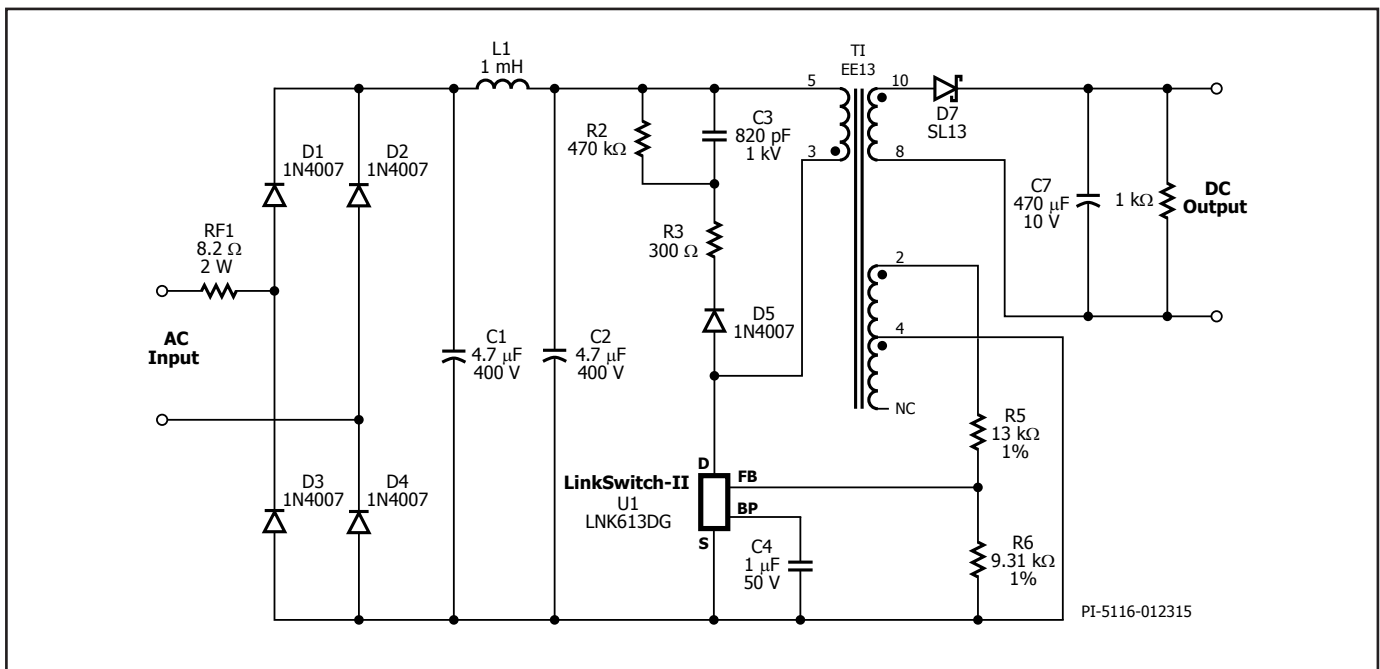 L1
1 mH
TI
EE13
5
10
D7
SL13
3
8
R2
470 kΩ
C3
820 pF
1 kV
D1
1N4007
D2
1N4007
C7
470 µF
10 V
1 kΩ
DC
Output
RF1
8.2 Ω
2 W
R3
300 Ω
2
AC
Input
C1
4.7 µF
400 V
C2
4.7 µF
400 V
D5
1N4007
4
NC
R5
13 kΩ
1%
D3
1N4007
D4
1N4007
LinkSwitch-II
U1
LNK613DG
D
FB
BP
S
C4
1 µF
50 V
R6
9.31 kΩ
1%
PI-5116-012315